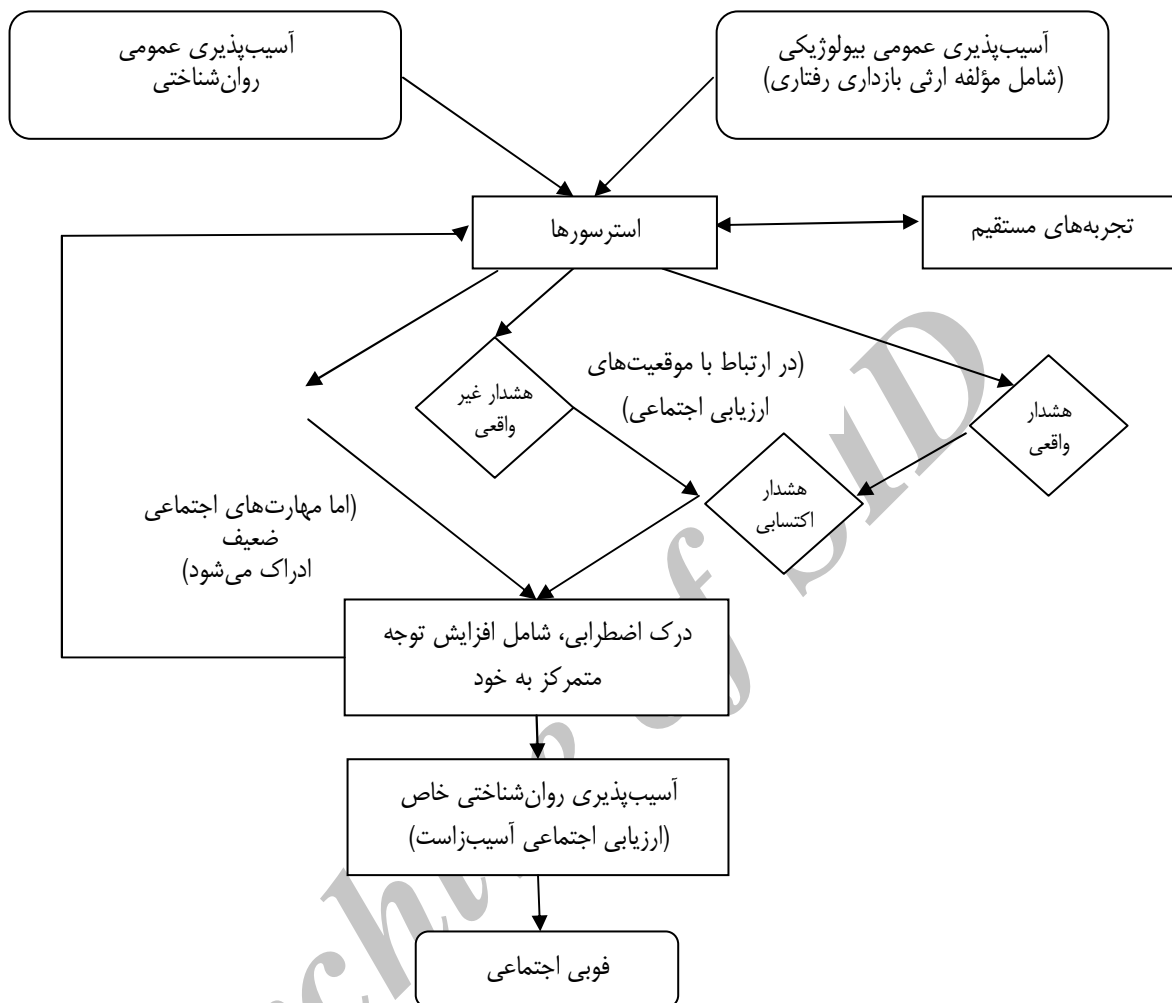 آسیب‌پذیری عمومی بیولوژیکی
(شامل مؤلفه ارثی بازداری رفتاری)
آسیب‌پذیری عمومی
روان‌شناختی
استرسورها
تجربه‌های مستقیم
(در ارتباط با موقعیت‌های
ارزیابی اجتماعی)
هشدار
واقعی
هشدار غیر
واقعی
هشدار
اکتسابی
(اما مهارت‌های اجتماعی
ضعیف
ادراک می‌شود)
درک اضطرابی، شامل افزایش توجه
متمرکز به خود
آسیب‌پذیری روان‌شناختی خاص
(ارزیابی اجتماعی آسیب‌زاست)
فوبی اجتماعی
chive of SID